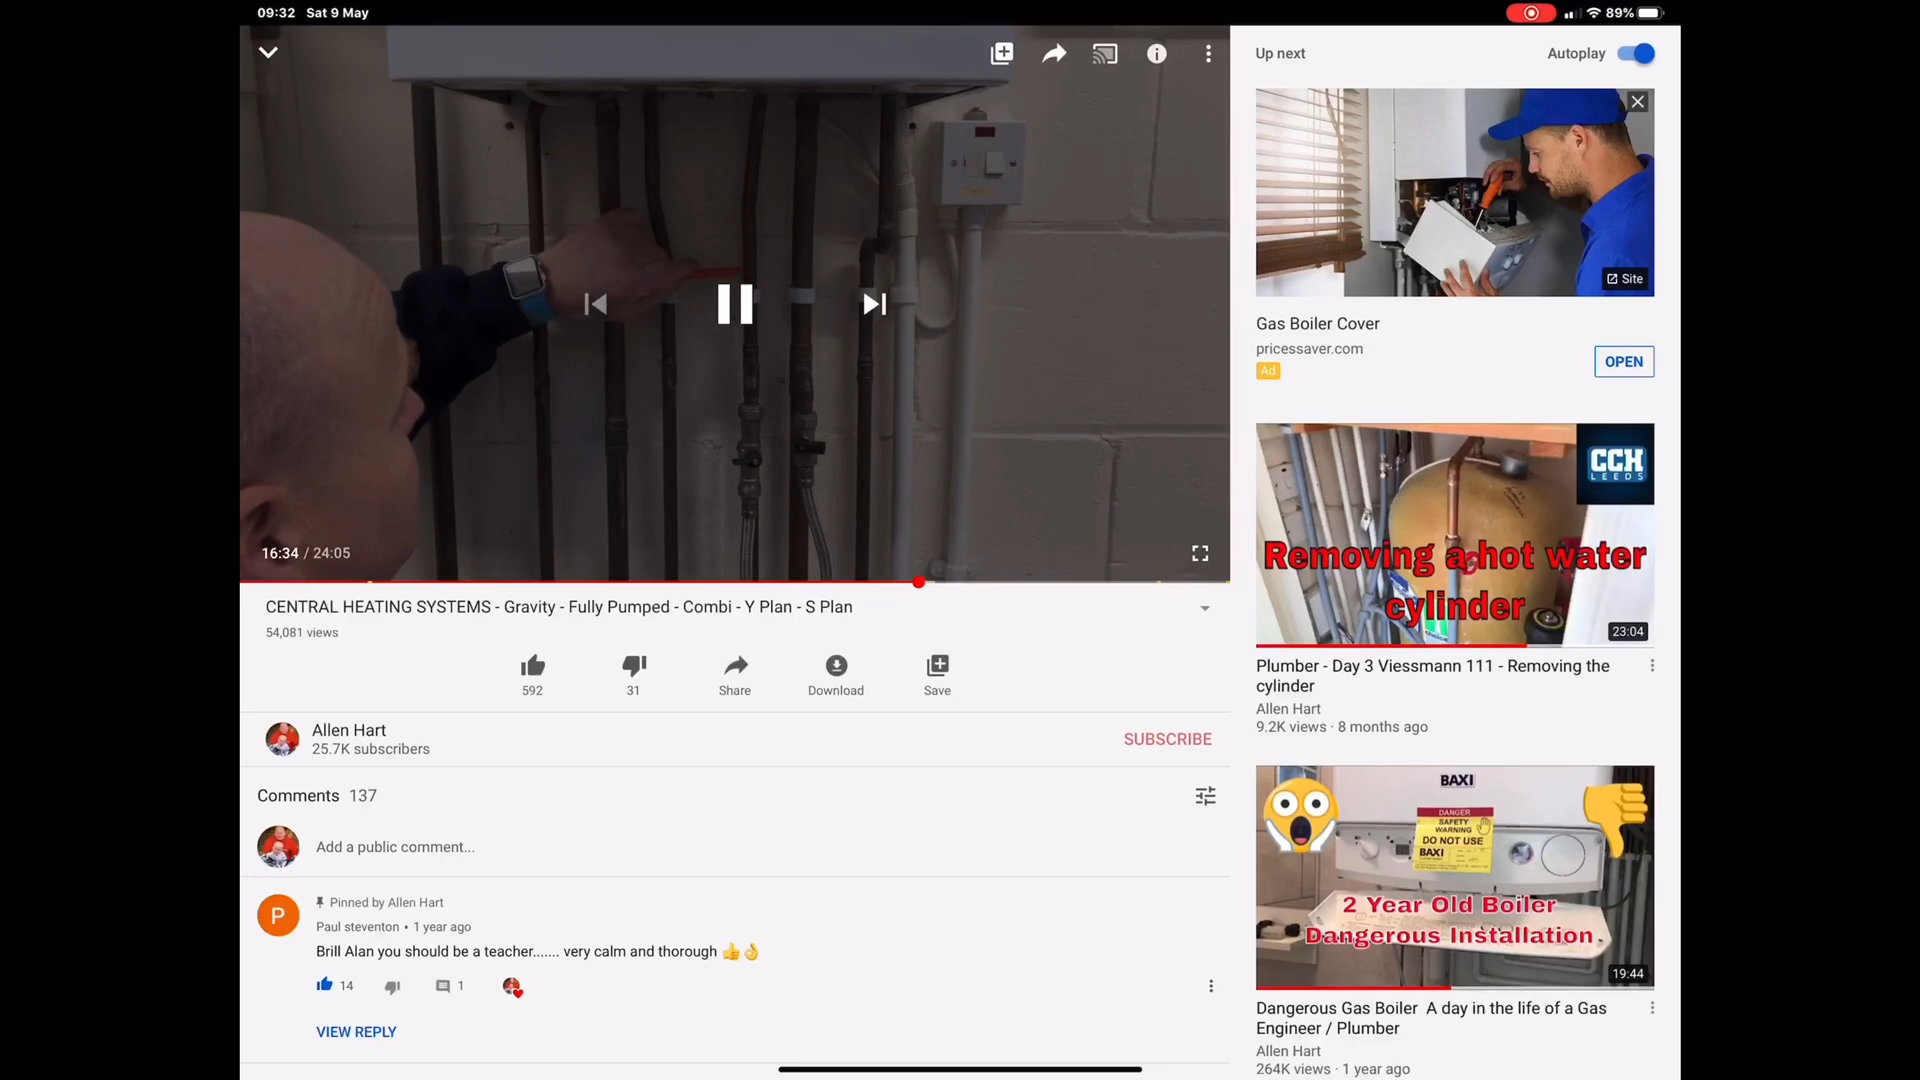 09:32 Sat 9 May
89%
16:34 / 24:05
CENTRAL HEATING SYSTEMS - Gravity - Fully Pumped - Combi - Y Plan - S Plan
54,081 views
592
31
Share
Download
Save
Allen Hart
25.7K subscribers
SUBSCRIBE
Comments 137
Add a public comment...
P
Pinned by Allen Hart
Paul steventon • 1 year ago
Brill Alan you should be a teacher....... very calm and thorough 👍👌
14
1
VIEW REPLY
Up next
Autoplay
Site
Gas Boiler Cover
pricessaver.com
Ad
OPEN
CCH
LEEDS
Removing a hot water
cylinder
23:04
Plumber - Day 3 Viessmann 111 - Removing the
cylinder
Allen Hart
9.2K views · 8 months ago
BAXI
DANGER
SAFETY
WARNING
DO NOT USE
BAXI
2 Year Old Boiler
Dangerous Installation
19:44
Dangerous Gas Boiler A day in the life of a Gas
Engineer / Plumber
Allen Hart
264K views · 1 year ago